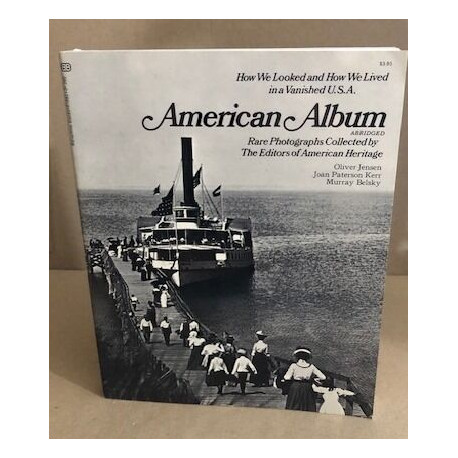 BB
$3.95
How We Looked and How We Lived
in a Vanished U.S.A.
American Album
ABRIDGED
Rare Photographs Collected by
The Editors of American Heritage
Oliver Jensen
Joan Paterson Kerr
Murray Belsky